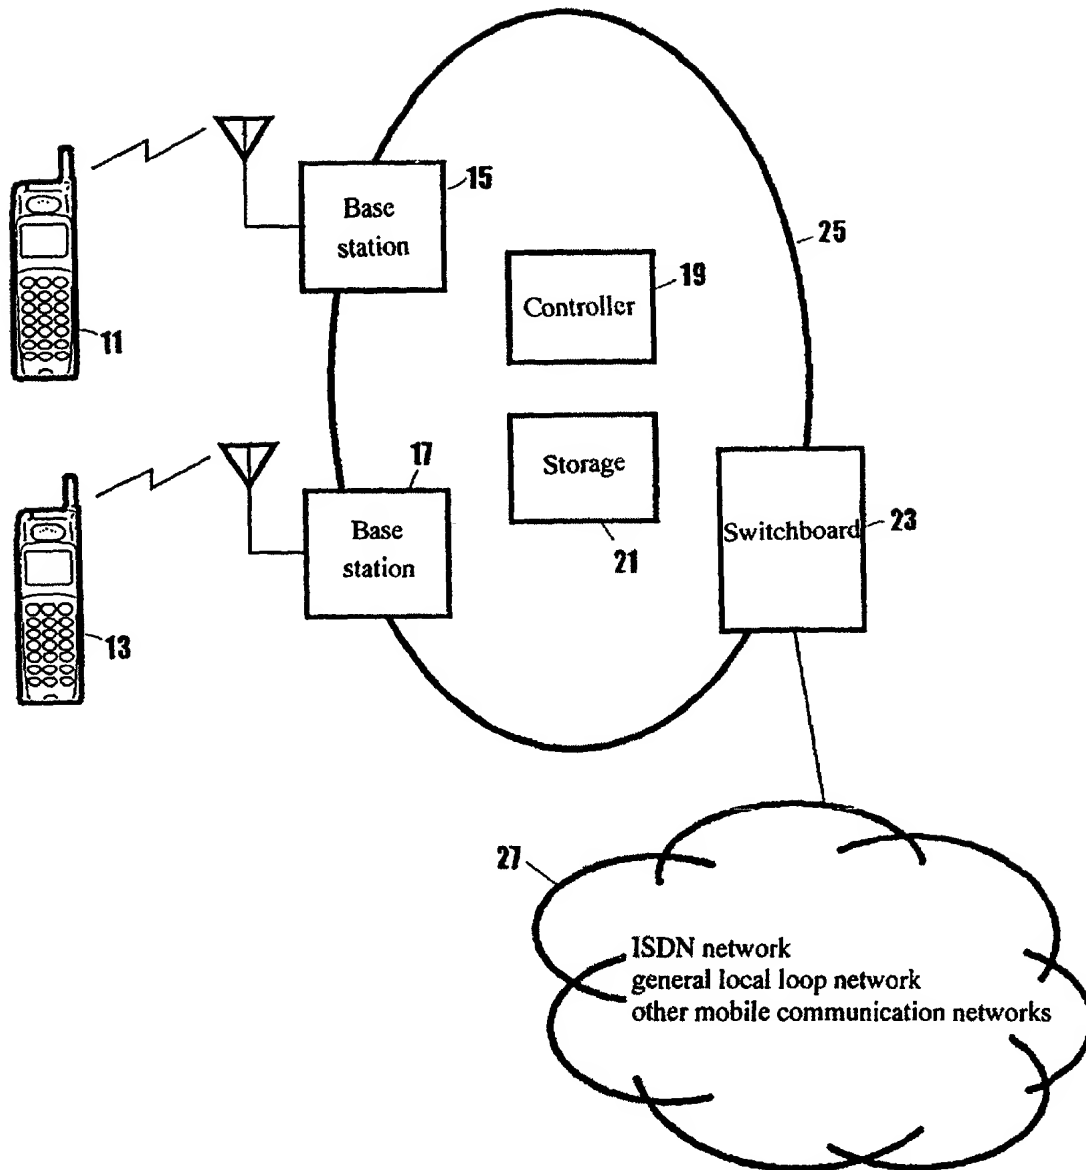 15
Base
station
25
19
Controller
11
17
Storage
Switchboard
23
Base
station
21
13
27
ISDN network
general local loop network
other mobile communication networks